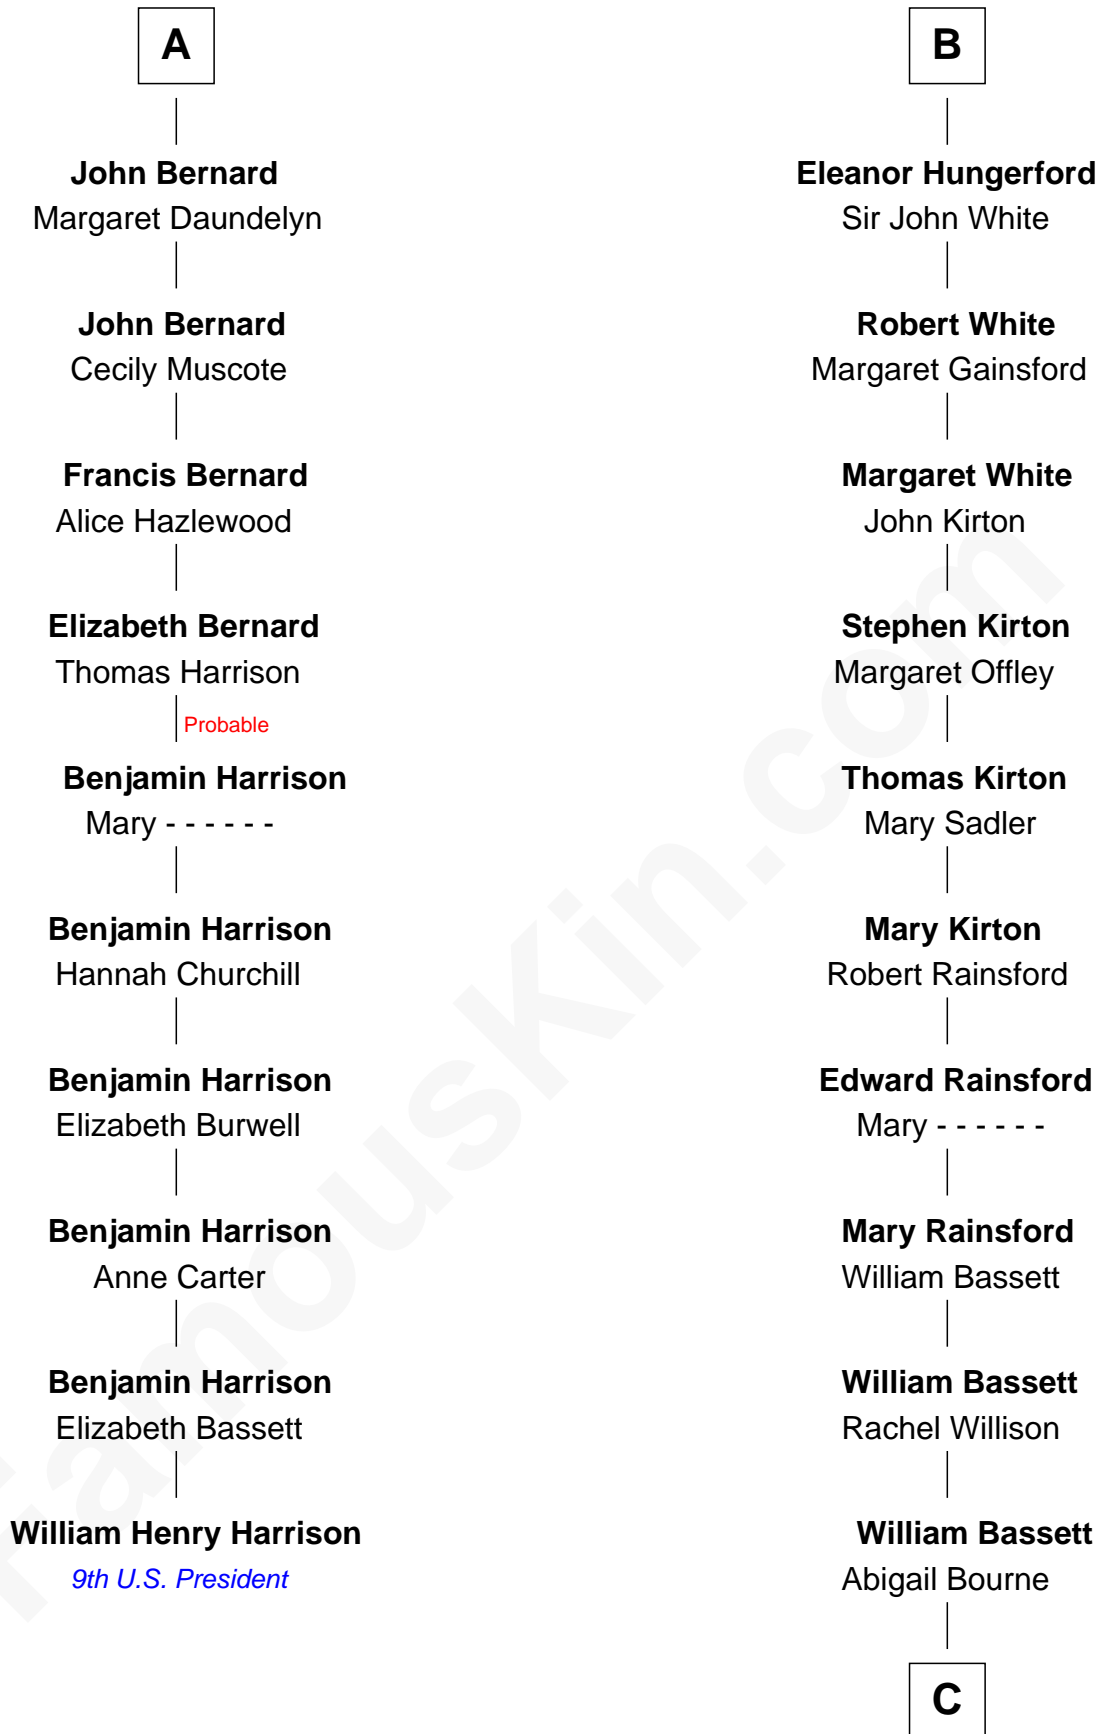 A
John Bernard
Margaret Daundelyn
John Bernard
Cecily Muscote
Francis Bernard
Alice Hazlewood
Elizabeth Bernard
Thomas Harrison
Probable
Benjamin Harrison
Mary - - - - - -
Benjamin Harrison
Hannah Churchill
Benjamin Harrison
Elizabeth Burwell
Benjamin Harrison
Anne Carter
Benjamin Harrison
Elizabeth Bassett
William Henry Harrison
9th U.S. President
B
Eleanor Hungerford
Sir John White
Robert White
Margaret Gainsford
Margaret White
John Kirton
Stephen Kirton
Margaret Offley
Thomas Kirton
Mary Sadler
Mary Kirton
Robert Rainsford
Edward Rainsford
Mary - - - - - -
Mary Rainsford
William Bassett
William Bassett
Rachel Willison
William Bassett
Abigail Bourne
C
FamousKin.com